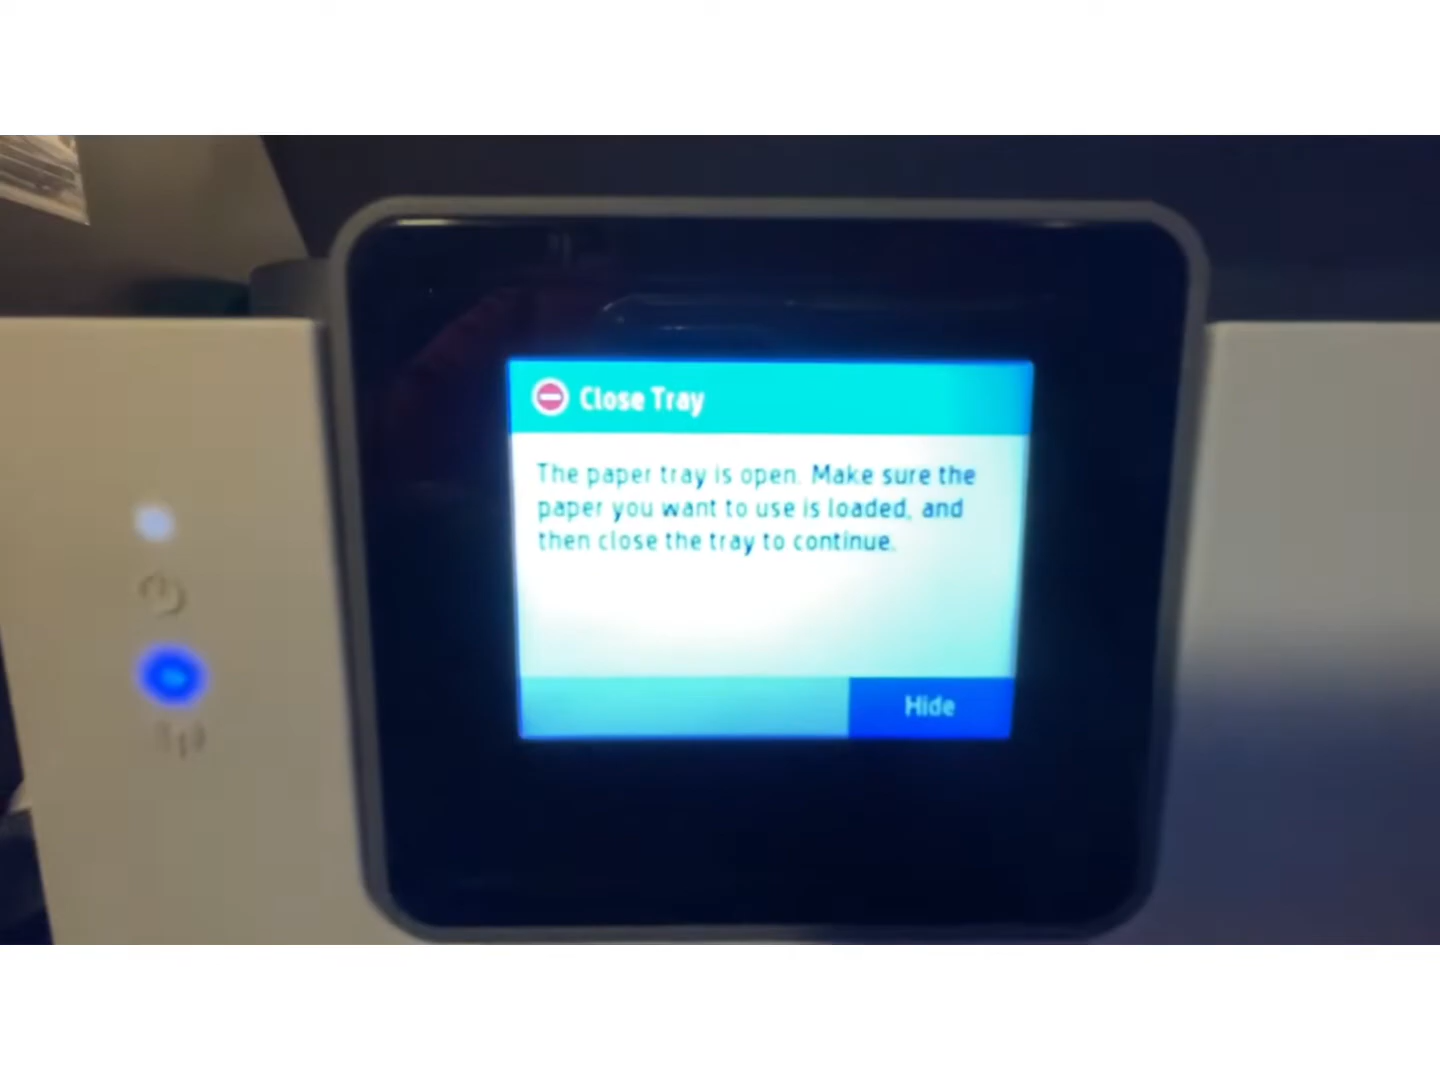 Close Tray
The paper tray is open. Make sure the
paper you want to use is loaded, and
then close the tray to continue.
Hide